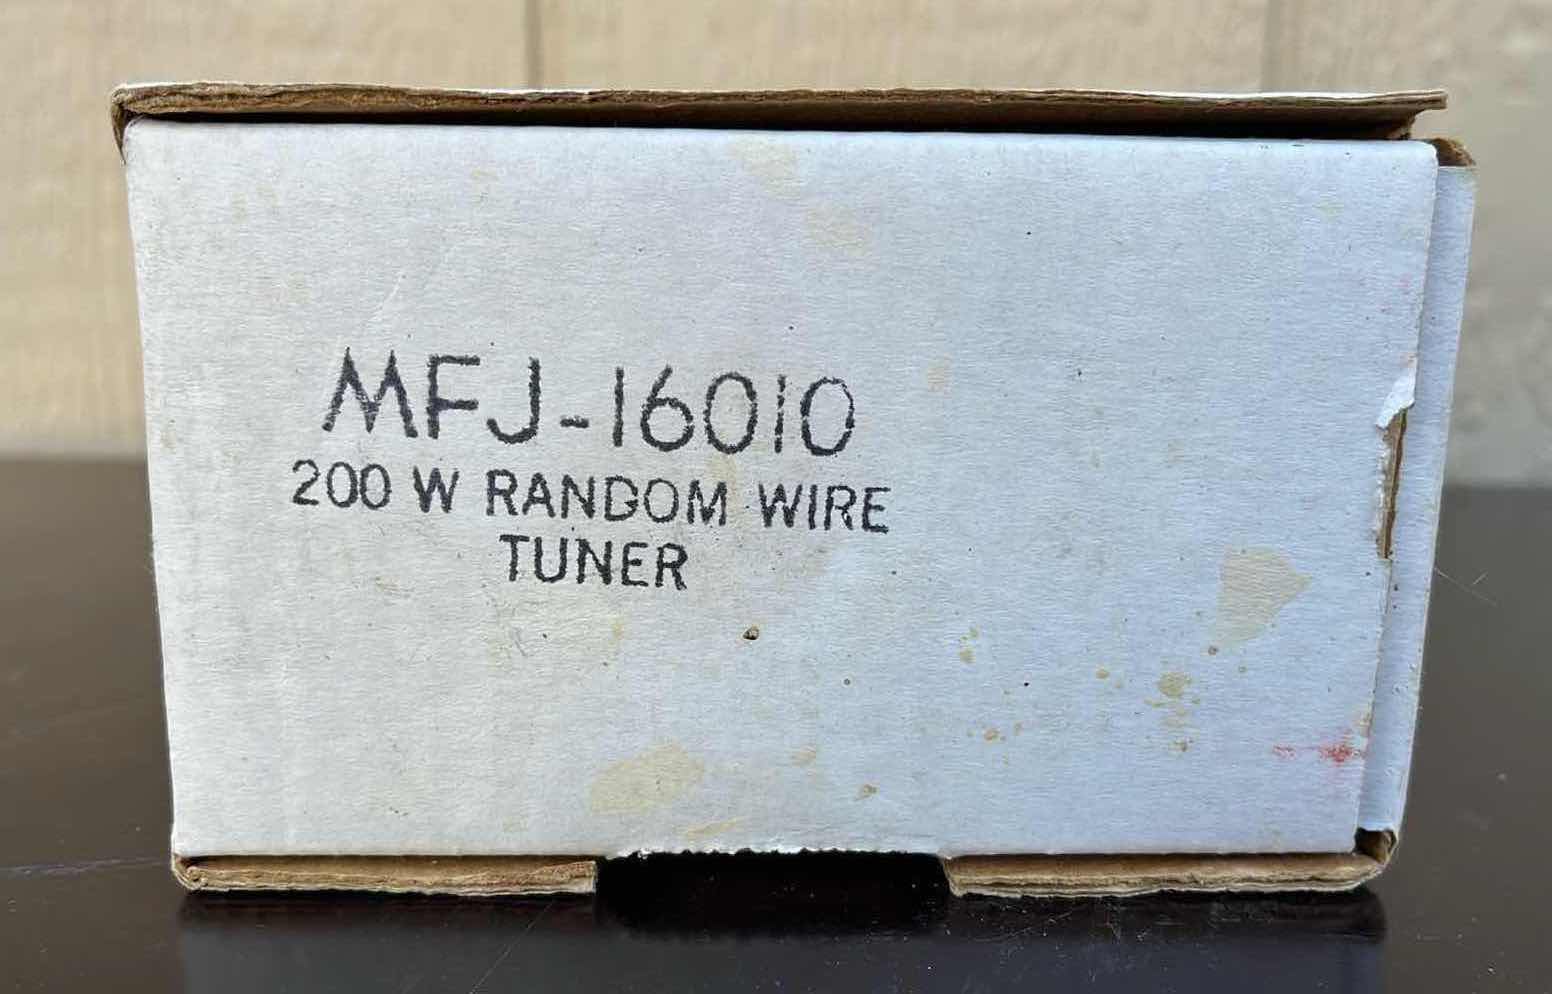 MFJ-16010
200 W RANDOM WIRE
TUNER